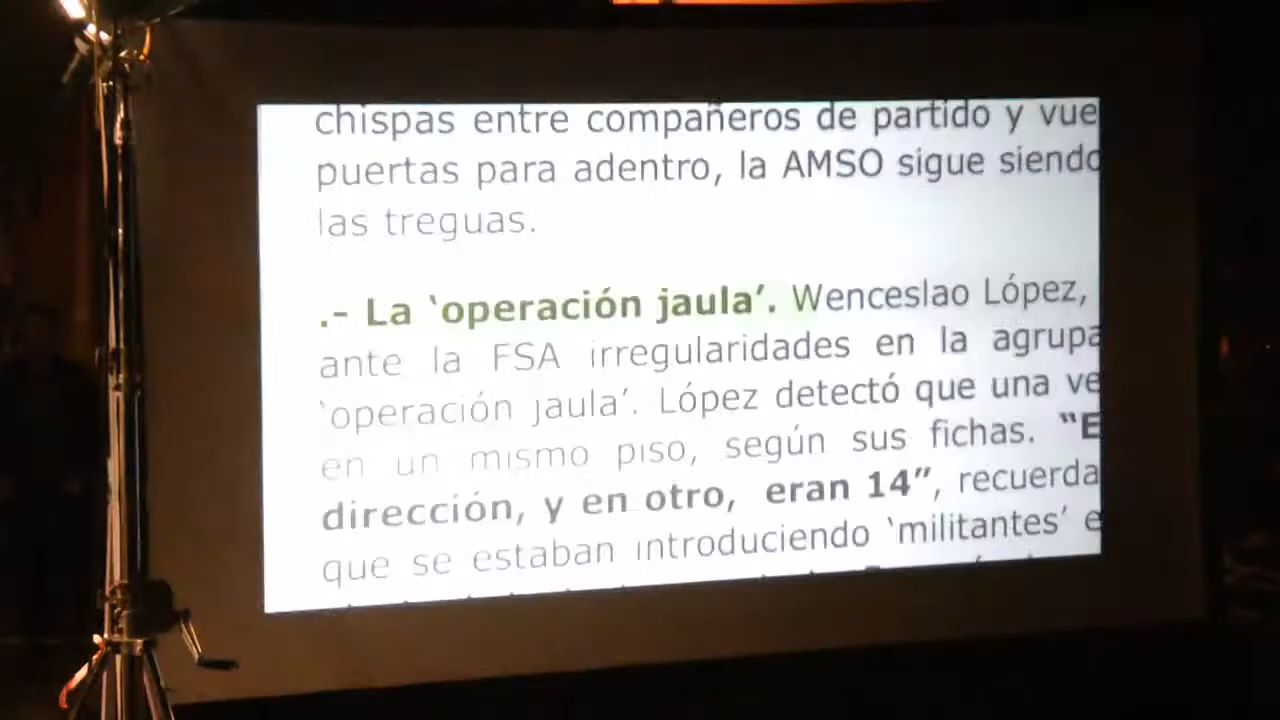 chispas entre compañeros de partido y vue
puertas para adentro, la AMSO sigue siendo
las treguas.
.- La ‘operación jaula’. Wenceslao López,
ante la FSA irregularidades en la agrupa
‘operación jaula’. López detectó que una ve
en un mismo piso, según sus fichas. “E
dirección, y en otro, eran 14”, recuerda
que se estaban introduciendo ‘militantes’ e